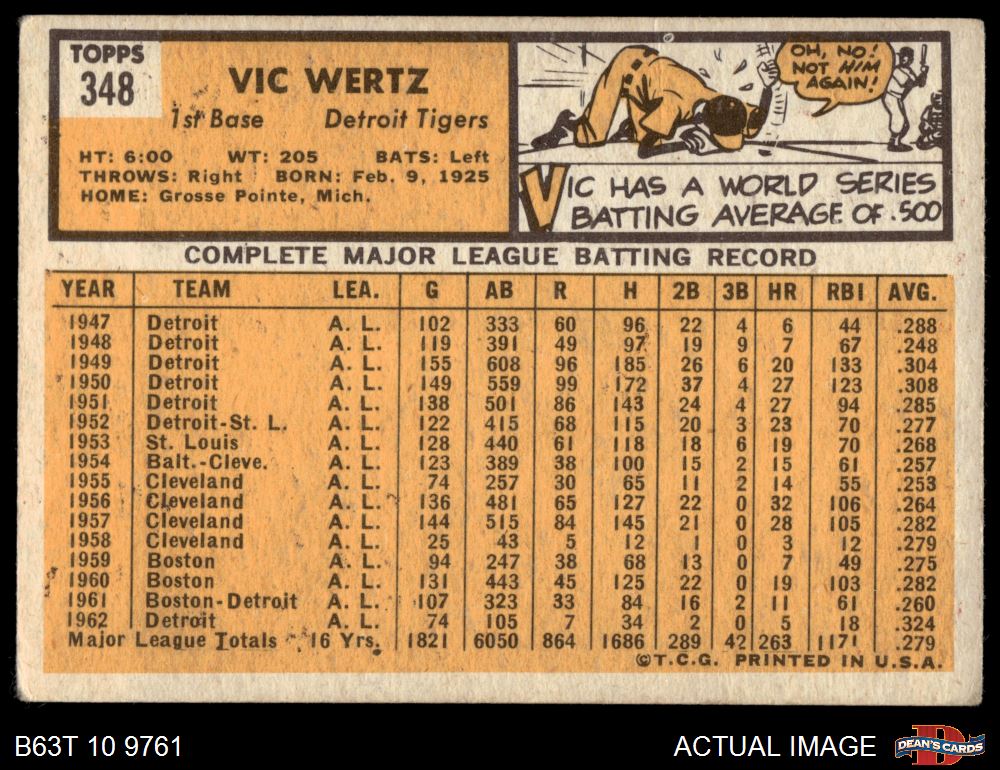 TOPPS
348
VIC WERTZ
1st Base Detroit Tigers
HT: 6:00 WT: 205 BATS: Left
THROWS: Right BORN: Feb. 9, 1925
HOME: Grosse Pointe, Mich.
OH, NO!
NOT HIM
AGAIN!
VIC HAS A WORLD SERIES
BATTING AVERAGE OF .500
COMPLETE MAJOR LEAGUE BATTING RECORD
YEAR TEAM LEA. G AB R H 2B 3B HR RBI AVG.
1947 Detroit A. L. 102 333 60 96 22 4 6 44 .288
1948 Detroit A. L. 119 391 49 97 19 9 7 67 .248
1949 Detroit A. L. 155 608 96 185 26 6 20 133 .304
1950 Detroit A. L. 149 559 99 172 37 4 27 123 .308
1951 Detroit A. L. 138 501 86 143 24 4 27 94 .285
1952 Detroit-St. L. A. L. 122 415 68 115 20 3 23 70 .277
1953 St. Louis A. L. 128 440 61 118 18 6 19 70 .268
1954 Balt.-Cleve. A. L. 123 389 38 100 15 2 15 61 .257
1955 Cleveland A. L. 74 257 30 65 11 2 14 55 .253
1956 Cleveland A. L. 136 481 65 127 22 0 32 106 .264
1957 Cleveland A. L. 144 515 84 145 21 0 28 105 .282
1958 Cleveland A. L. 25 43 5 12 1 0 3 12 .279
1959 Boston A. L. 94 247 38 68 13 0 7 49 .275
1960 Boston A. L. 131 443 45 125 22 0 19 103 .282
1961 Boston-Detroit A. L. 107 323 33 84 16 2 11 61 .260
1962 Detroit A. L. 74 105 7 34 2 0 5 18 .324
Major League Totals 16 Yrs. 1821 6050 864 1686 289 42 263 1171 .279
©T.C.G. PRINTED IN U.S.A.
B63T 10 9761
ACTUAL IMAGE
DEAN'S CARDS